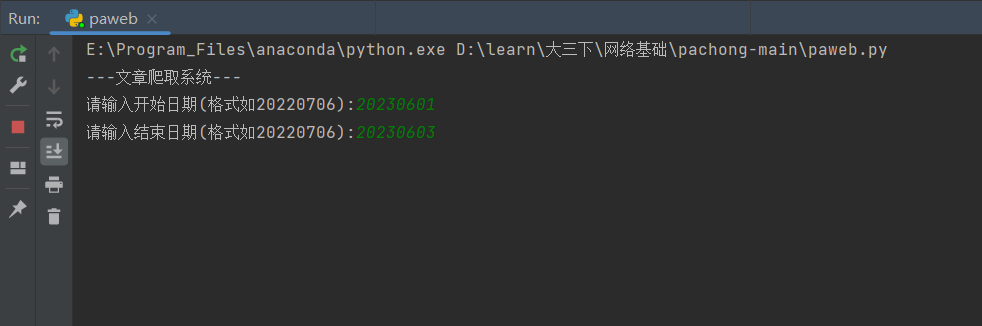 Run: paweb
E:\Program_Files\anaconda\python.exe D:\learn\大三下\网络基础\pachong-main\paweb.py
---文章爬取系统---
请输入开始日期(格式如20220706):20230601
请输入结束日期(格式如20220706):20230603